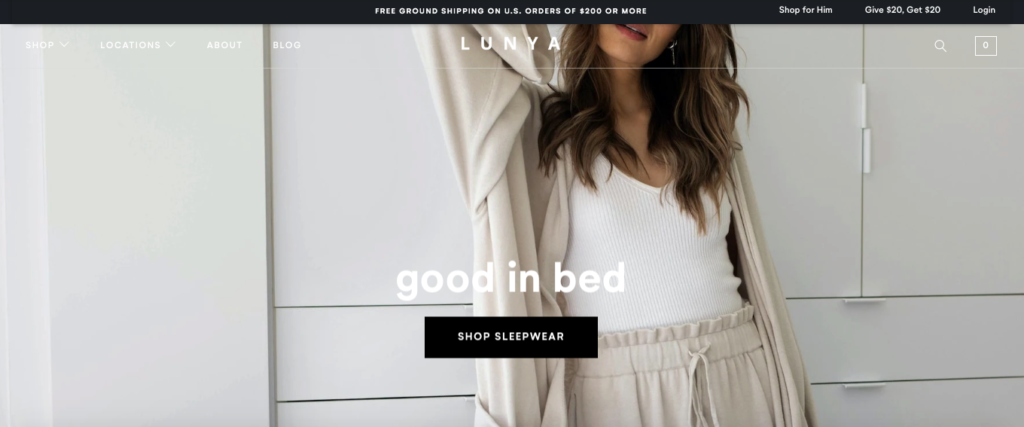 FREE GROUND SHIPPING ON U.S. ORDERS OF $200 OR MORE
Shop for Him
Give $20, Get $20
Login
SHOP
LOCATIONS
ABOUT
BLOG
LUNYA
0
good in bed
SHOP SLEEPWEAR